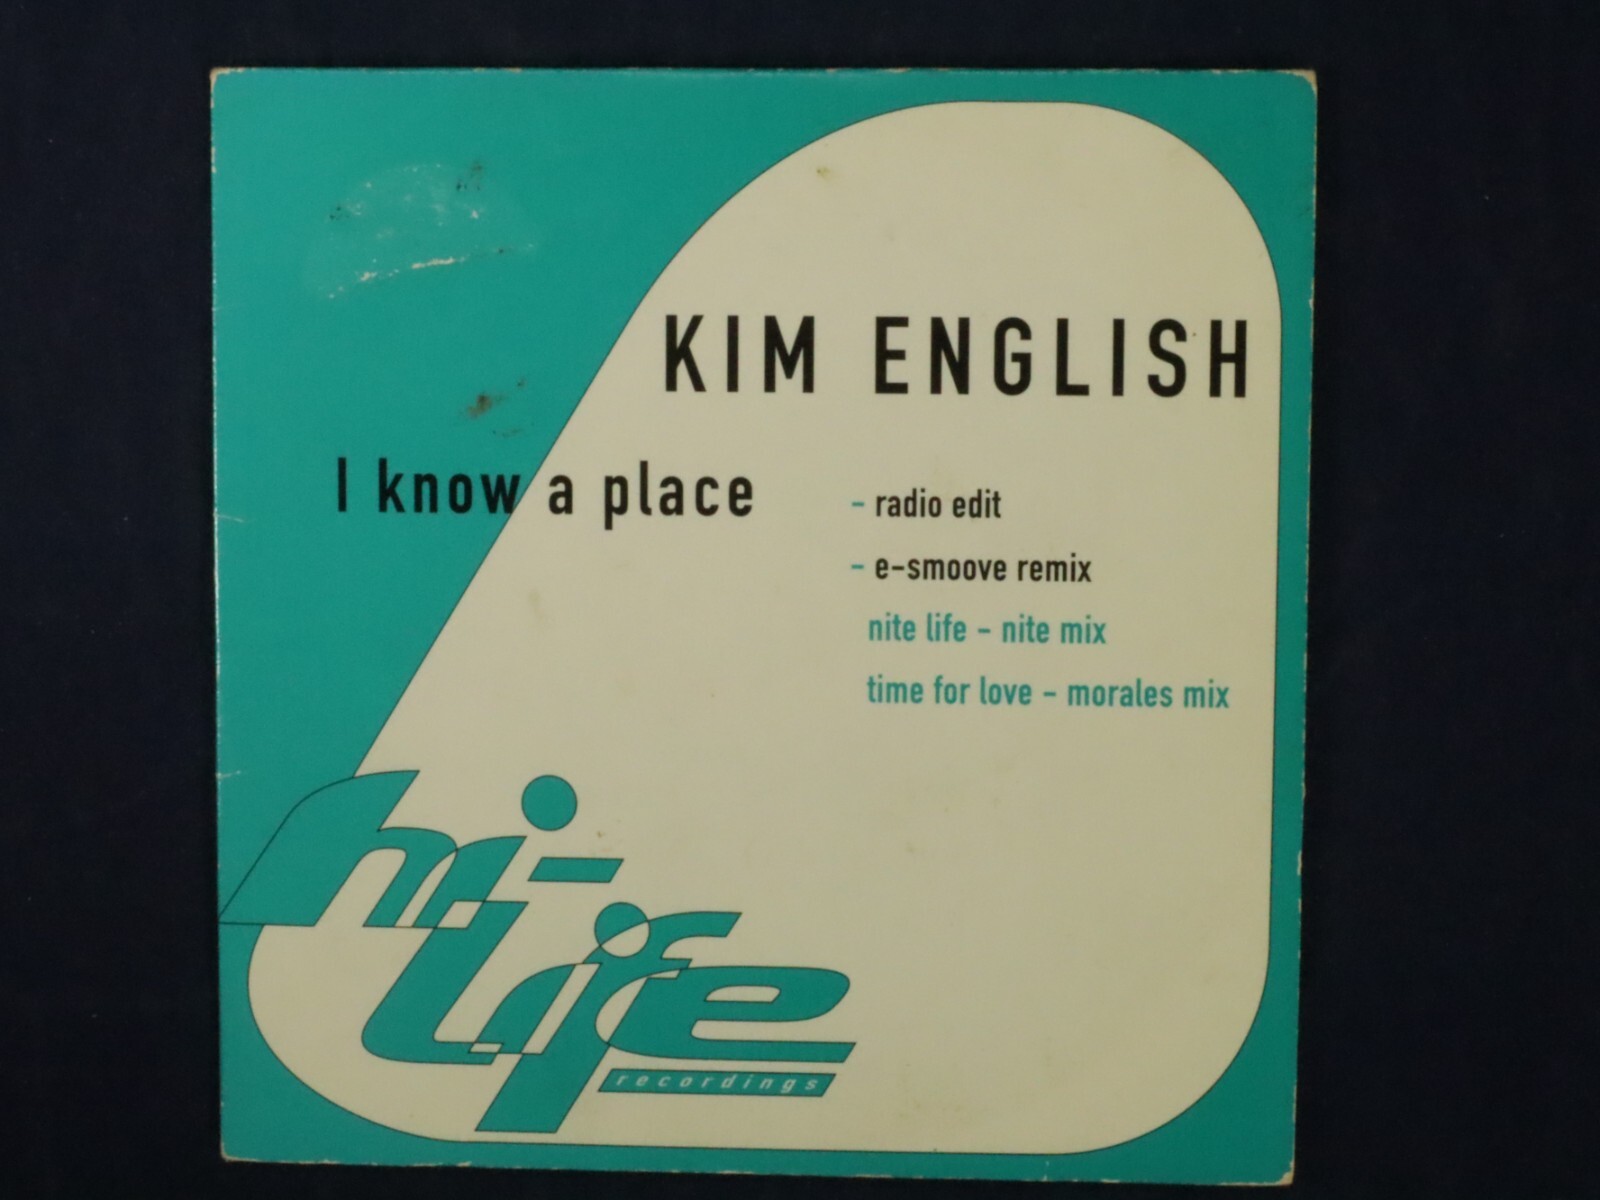 KIM ENGLISH
I know a place
- radio edit
- e-smoove remix
nite life - nite mix
time for love - morales mix
hi-
life
recordings